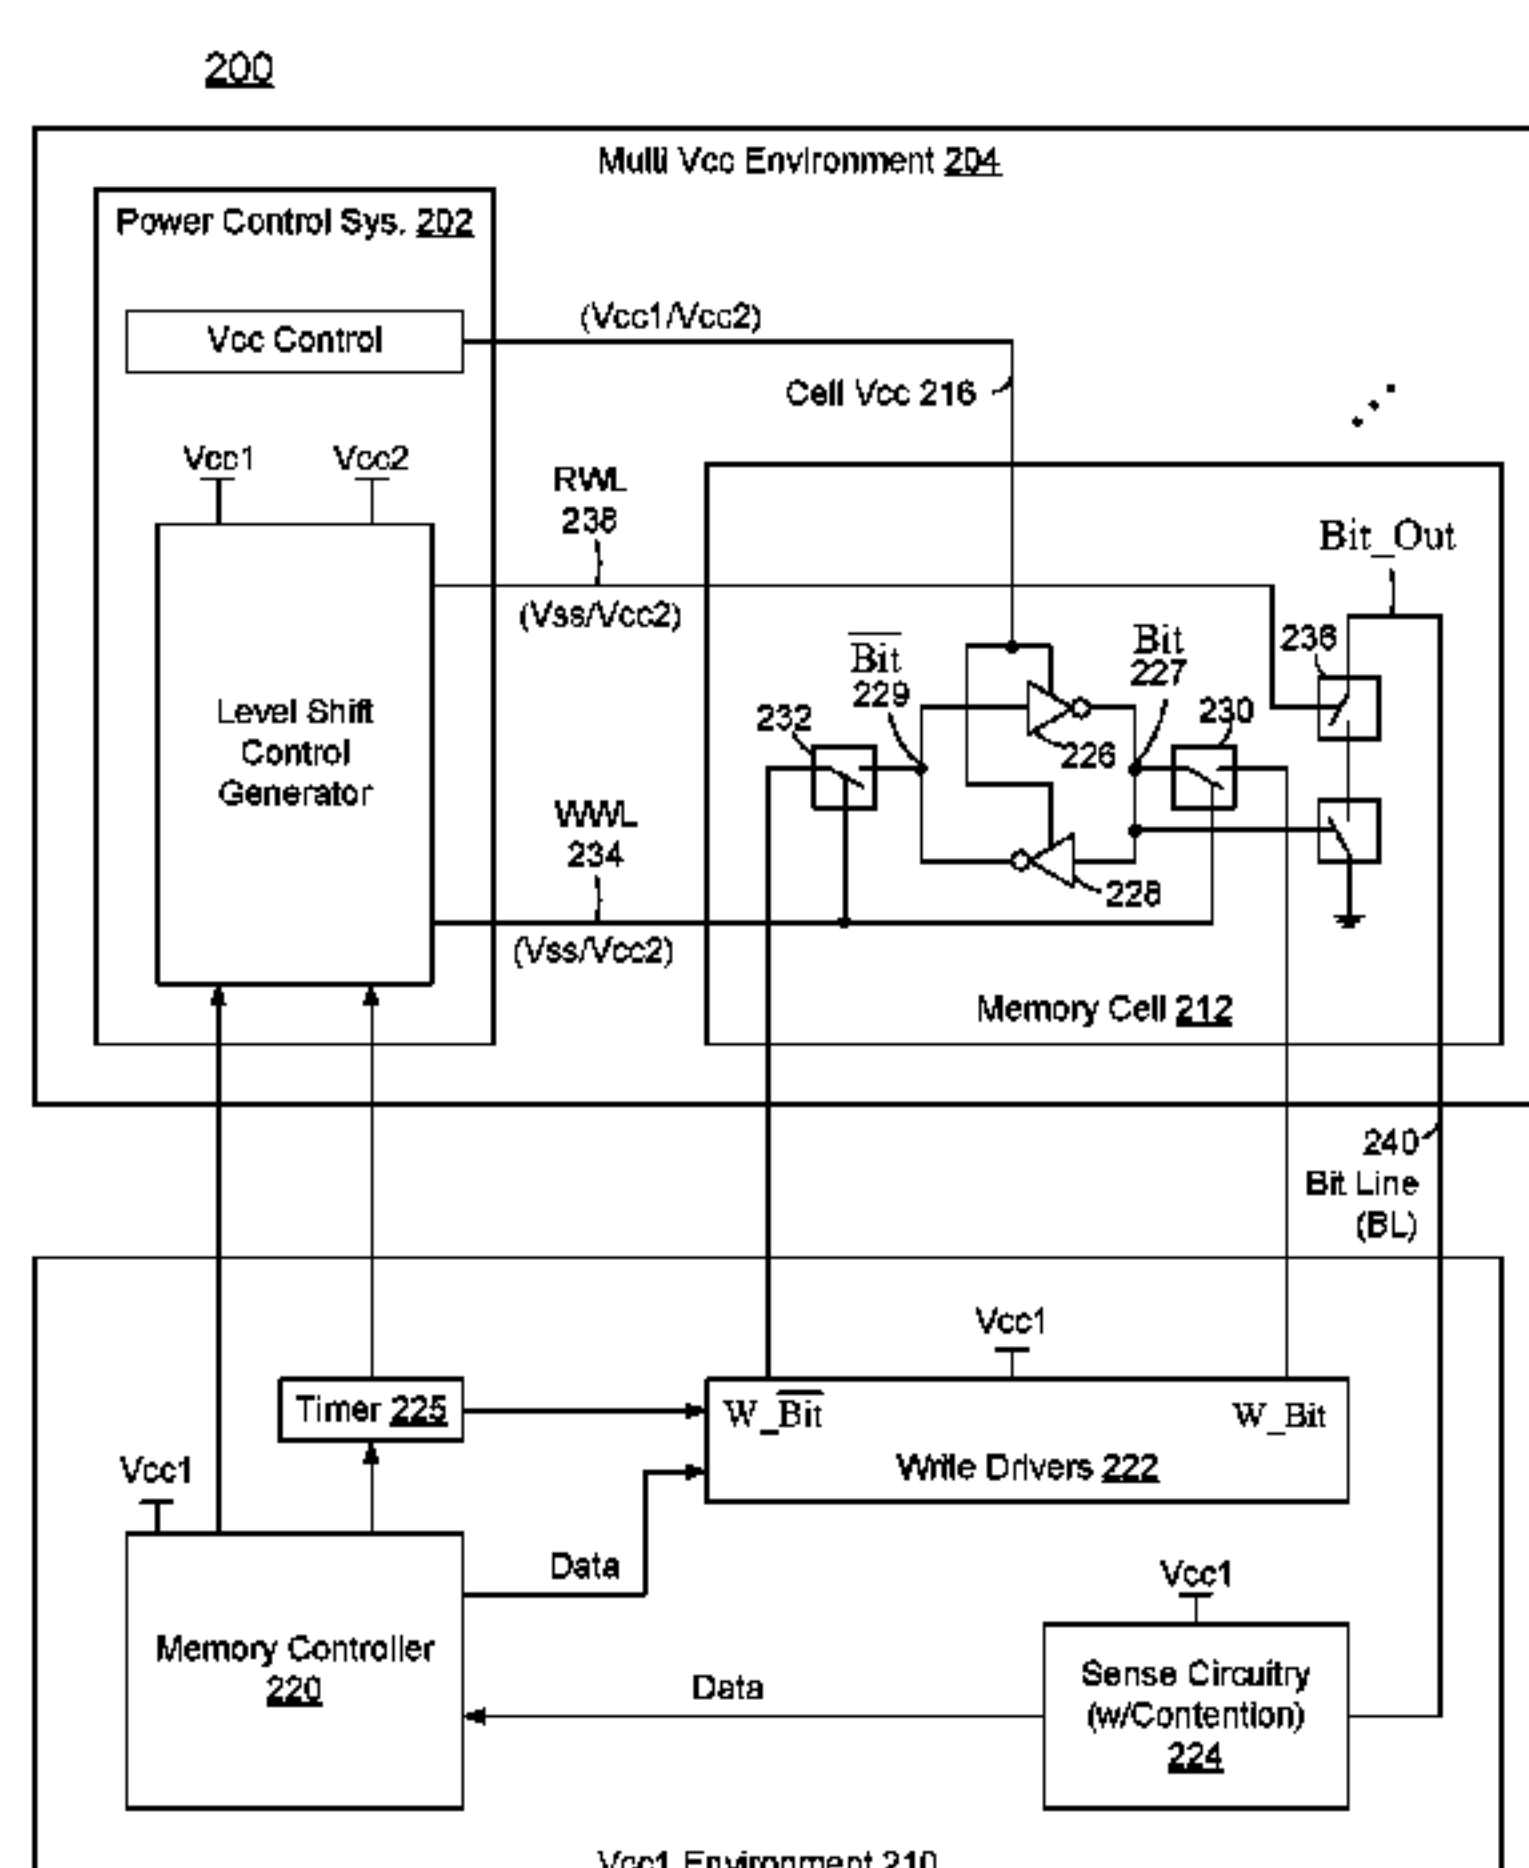 200
Multi Vcc Environment 204
Power Control Sys. 202
Vcc Control
(Vcc1/Vcc2)
Cell Vcc 216
Vcc1
Vcc2
RWL
238
(Vss/Vcc2)
Bit_Out
Level Shift
Control
Generator
Bit
229
Bit
227
236
232
230
226
WWL
234
228
(Vss/Vcc2)
Memory Cell 212
240
Bit Line
(BL)
Vcc1
Timer 225
W_Bit
W_Bit
Write Drivers 222
Vcc1
Data
Vcc1
Memory Controller
220
Data
Sense Circuitry
(w/Contention)
224
Vcc1 Environment 210